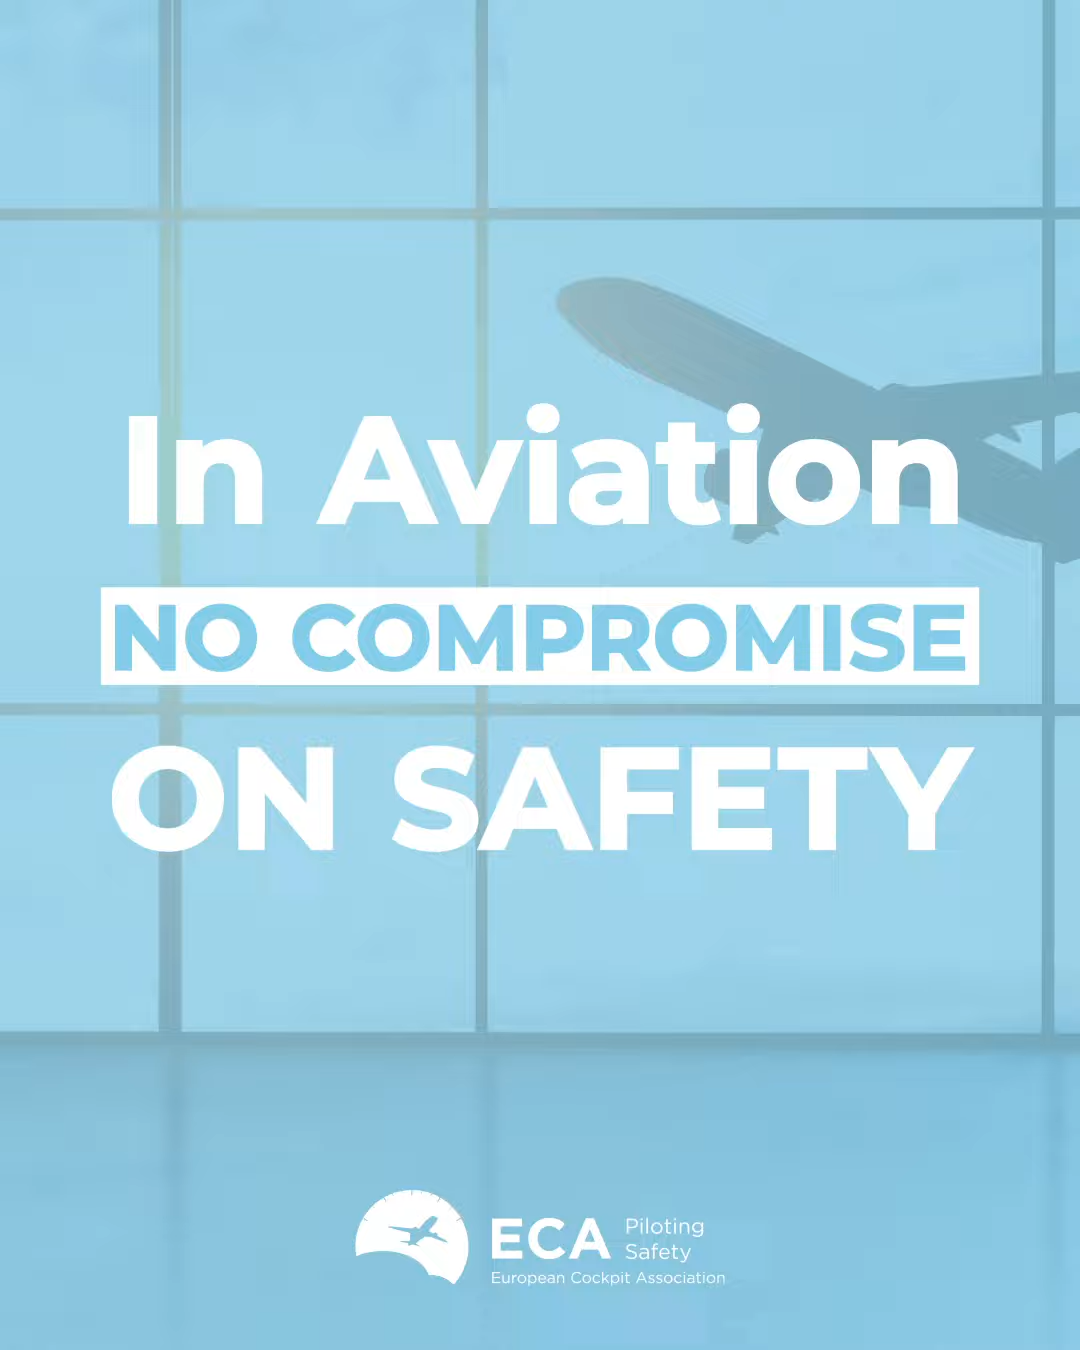 In Aviation
NO COMPROMISE
ON SAFETY
ECA Piloting
Safety
European Cockpit Association